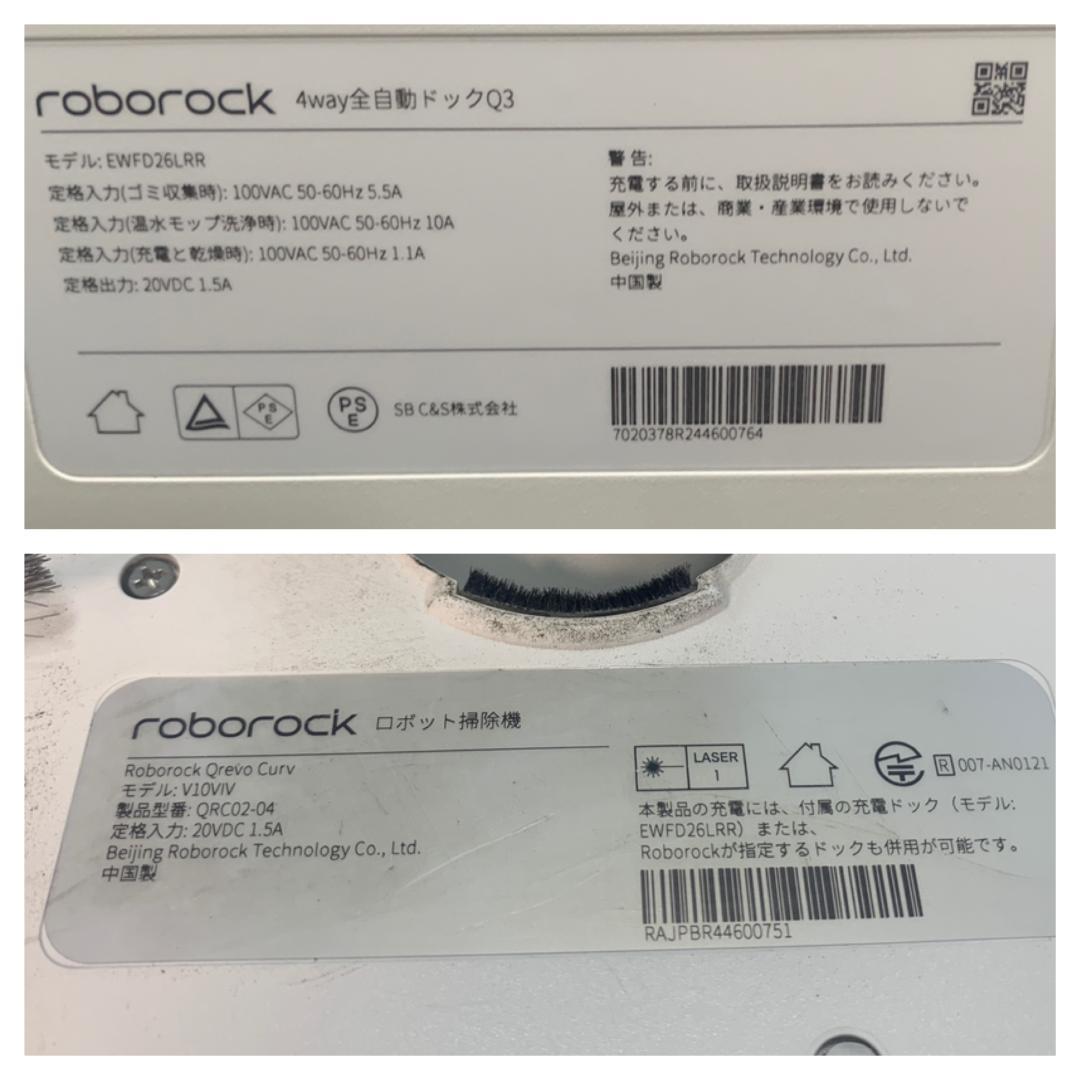 roborock 4way全自動ドックQ3
モデル: EWFD26LRR
定格入力(ゴミ収集時): 100VAC 50-60Hz 5.5A
定格入力(温水モップ洗浄時): 100VAC 50-60Hz 10A
定格入力(充電と乾燥時): 100VAC 50-60Hz 1.1A
定格出力: 20VDC 1.5A
警告:
充電する前に、取扱説明書をお読みください。
屋外または、商業・産業環境で使用しないで
ください。
Beijing Roborock Technology Co., Ltd.
中国製
PSE
PSE
SB C&S株式会社
7020378R244600764
roborock ロボット掃除機
Roborock Qrevo Curv
モデル: V10VIV
製品型番: QRC02-04
定格入力: 20VDC 1.5A
Beijing Roborock Technology Co., Ltd.
中国製
LASER
1
R 007-AN0121
本製品の充電には、付属の充電ドック（モデル:
EWFD26LRR）または、
Roborockが指定するドックも併用が可能です。
RAJPBR44600751